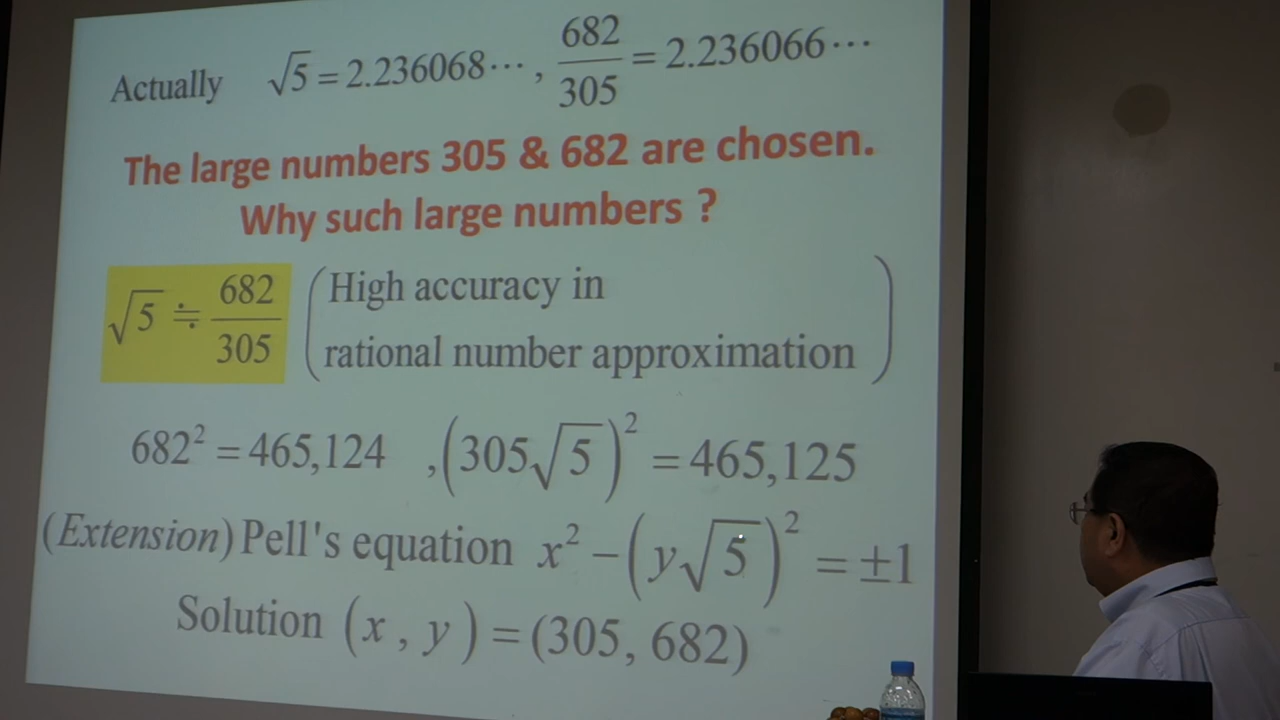 Actually √5 = 2.236068⋯ , 682/305 = 2.236066⋯
The large numbers 305 & 682 are chosen.
Why such large numbers ?
√5 ≒ 682/305 (High accuracy in
rational number approximation)
682² = 465,124 , (305√5)² = 465,125
(Extension) Pell's equation x² − (y√5)² = ±1
Solution (x , y) = (305, 682)